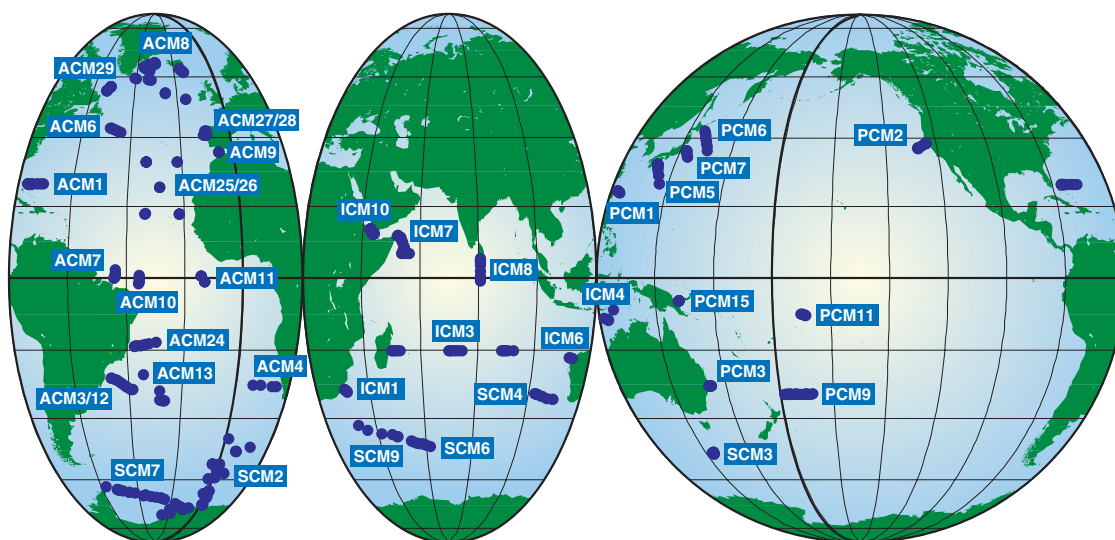 ACM8
ACM29
ACM6
ACM27/28
ACM9
ACM1
ACM25/26
ACM7
ACM11
ACM10
ACM24
ACM4
ACM13
ACM3/12
SCM7
SCM2
ICM10
ICM7
ICM8
ICM4
ICM3
ICM6
ICM1
SCM4
SCM9
SCM6
PCM6
PCM2
PCM7
PCM5
PCM1
PCM15
PCM11
PCM3
PCM9
SCM3